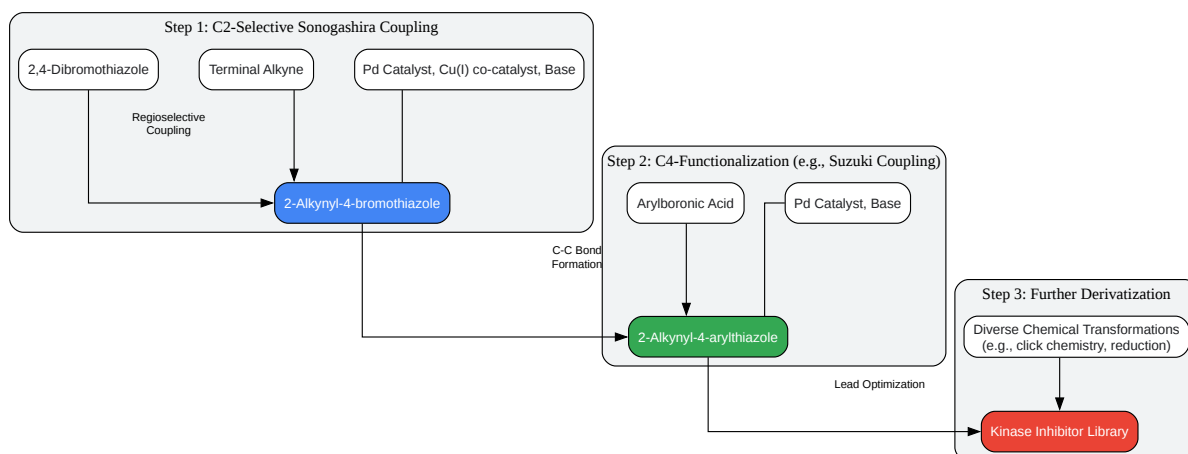 Step 1: C2-Selective Sonogashira Coupling
2,4-Dibromothiazole
Terminal Alkyne
Pd Catalyst, Cu(I) co-catalyst, Base
Regioselective
Coupling
2-Alkynyl-4-bromothiazole
Step 2: C4-Functionalization (e.g., Suzuki Coupling)
Arylboronic Acid
Pd Catalyst, Base
C-C Bond
Formation
2-Alkynyl-4-arylthiazole
Step 3: Further Derivatization
Diverse Chemical Transformations
(e.g., click chemistry, reduction)
Lead Optimization
Kinase Inhibitor Library